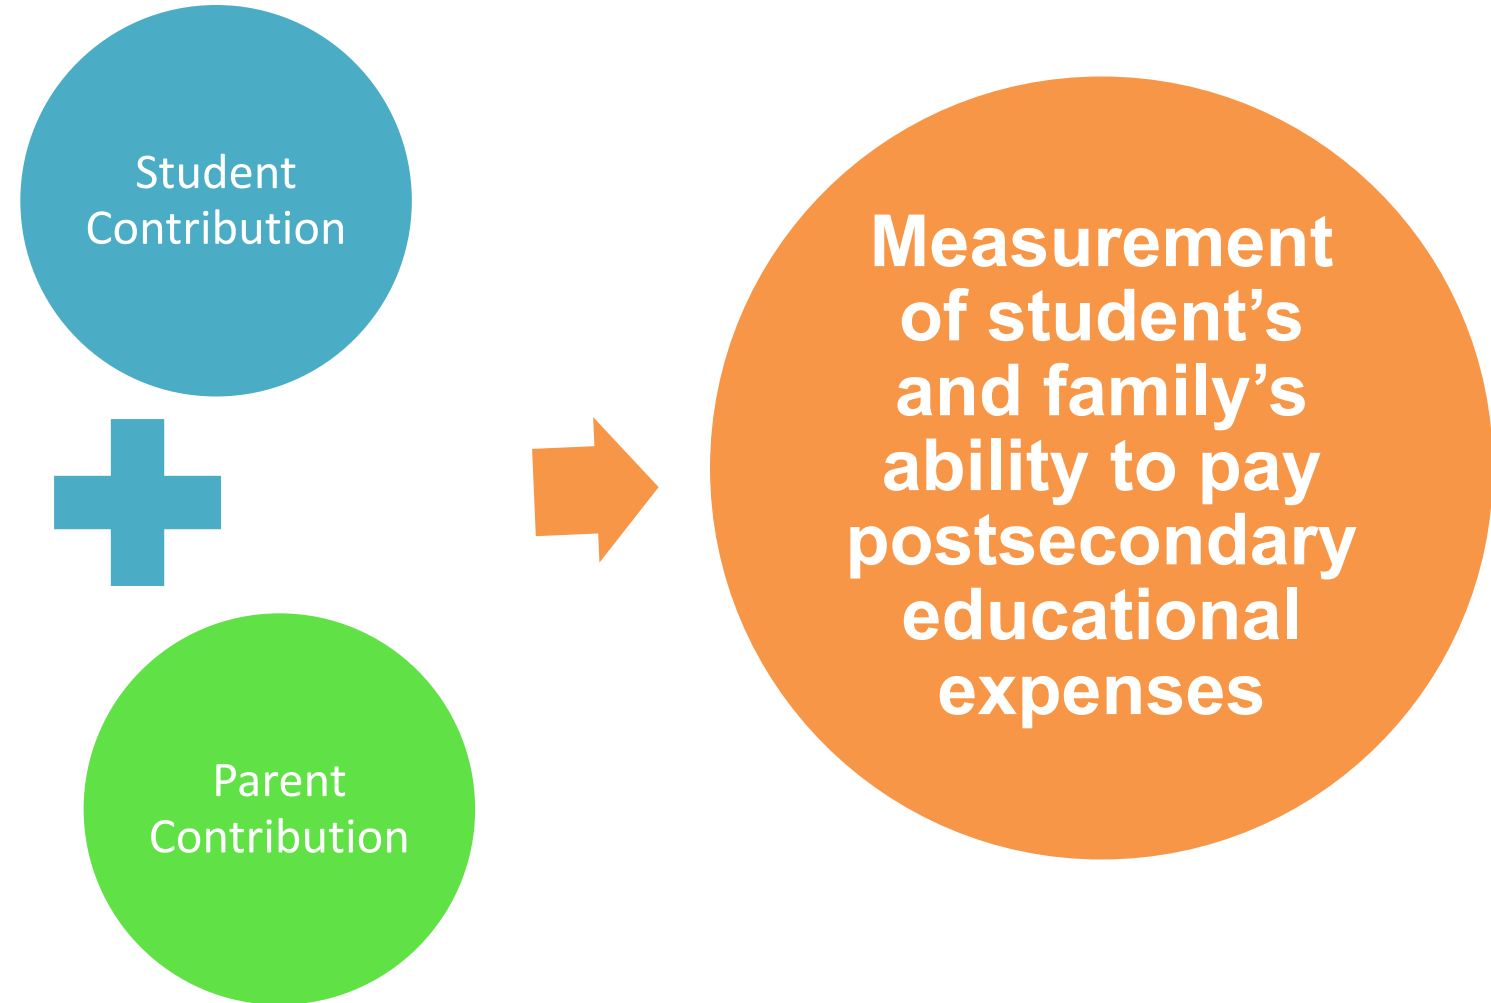 Student
Contribution
Parent
Contribution
Measurement
of student’s
and family’s
ability to pay
postsecondary
educational
expenses